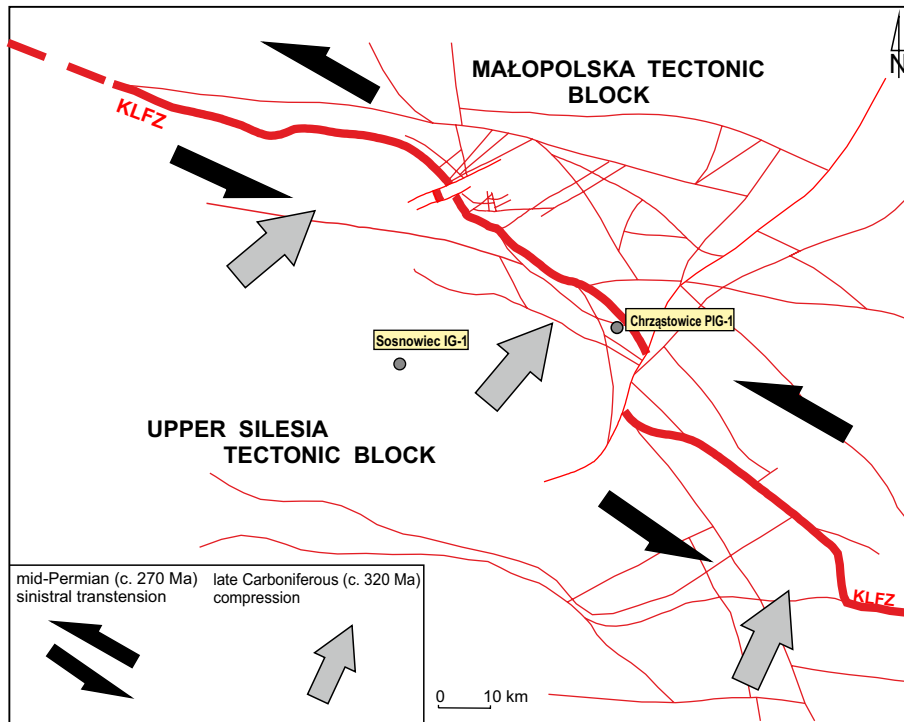 MAŁOPOLSKA TECTONIC
BLOCK
N
KLFZ
Chrząstowice PIG-1
Sosnowiec IG-1
UPPER SILESIA
TECTONIC BLOCK
KLFZ
mid-Permian (c. 270 Ma)
sinistral transtension
late Carboniferous (c. 320 Ma)
compression
0 10 km